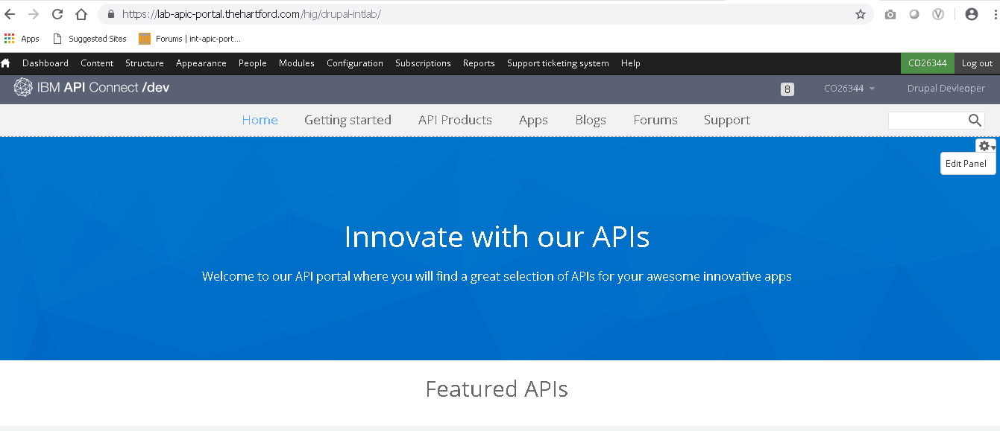 https://lab-apic-portal.thehartford.com/hig/drupal-intlab/
Apps Suggested Sites Forums | int-apic-port...
Dashboard Content Structure Appearance People Modules Configuration Subscriptions Reports Support ticketing system Help CO26344 Log out
IBM API Connect /dev 8 CO26344 Drupal Devleoper
Home Getting started API Products Apps Blogs Forums Support
Edit Panel
Innovate with our APIs
Welcome to our API portal where you will find a great selection of APIs for your awesome innovative apps
Featured APIs